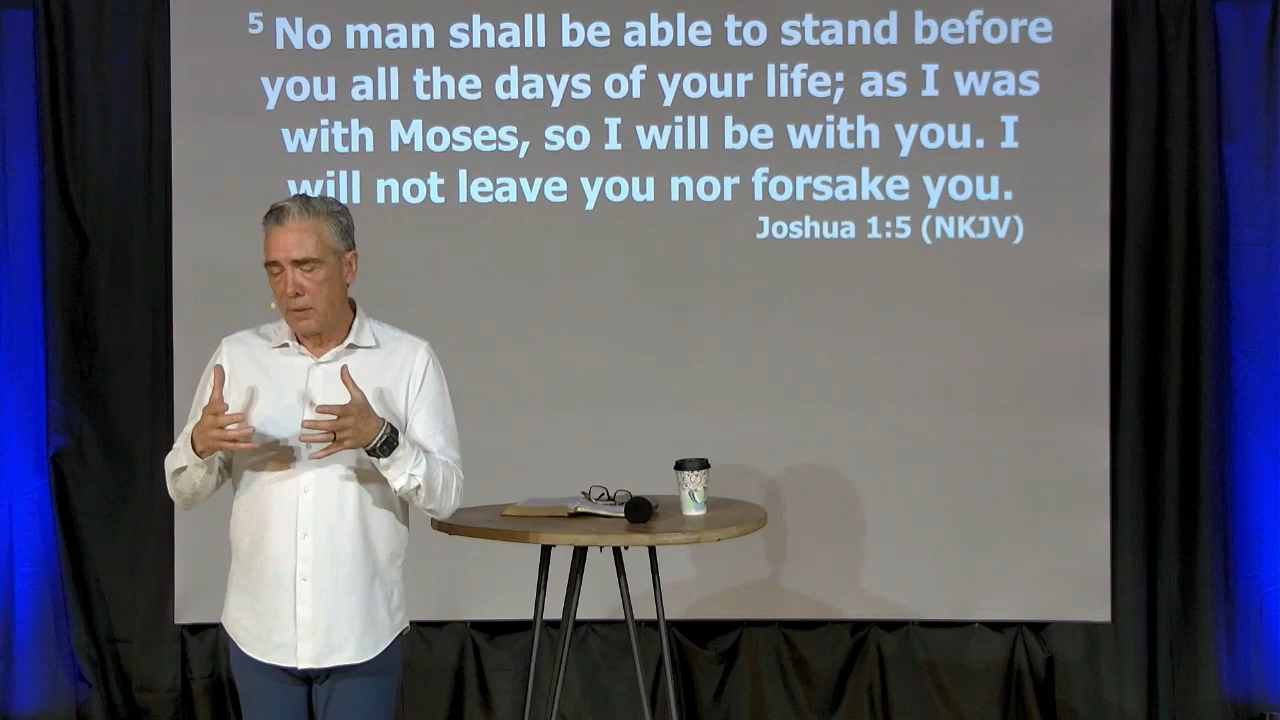 5 No man shall be able to stand before
you all the days of your life; as I was
with Moses, so I will be with you. I
will not leave you nor forsake you.
Joshua 1:5 (NKJV)